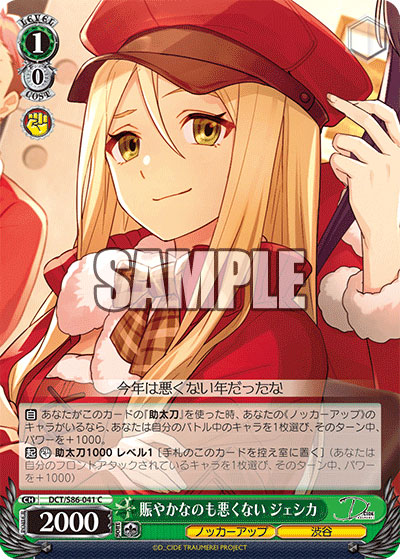 LEVEL
1
0
COST
SAMPLE
今年は悪くない1年だったな!
自 あなたがこのカードの「助太刀」を使った時、あなたの《ノッカーアップ》の
キャラがいるなら、あなたは自分のバトル中のキャラを1枚選び、そのターン中、
パワーを+1000。
起 助太刀1000 レベル1 [手札のこのカードを控え室に置く] (あなたは
自分のフロントアタックされているキャラを1枚選び、そのターン中、パワーを
+1000)
CH DCT/S86-041 C
賑やかなのも悪くない ジェシカ
2000
ノッカーアップ 渋谷
©D_CIDE TRAUMEREI PROJECT